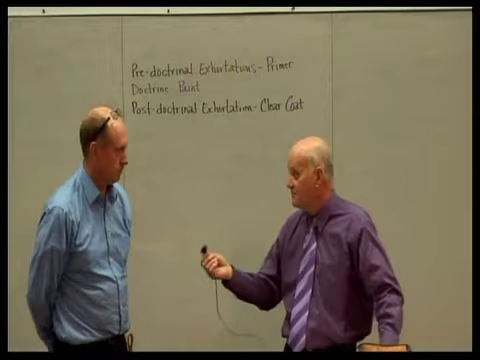 Pre-doctrinal Exhortations - Primer
Doctrine - Paint
Post-doctrinal Exhortation - Clear Coat